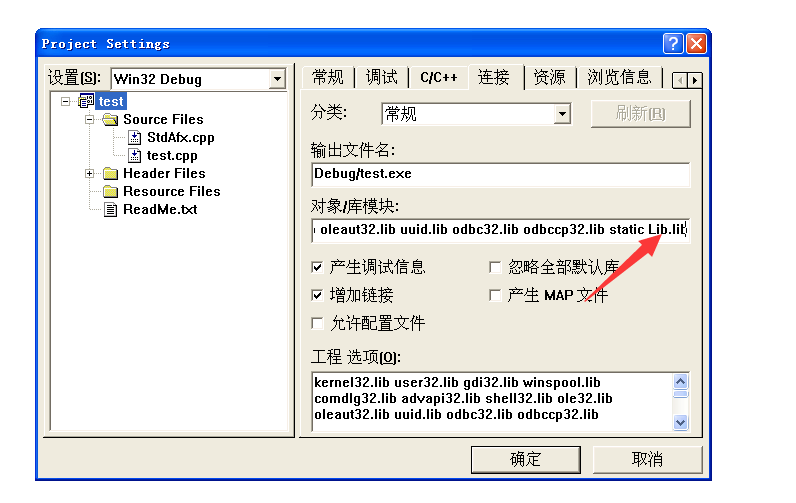 Project Settings
设置(S):
Win32 Debug
test
Source Files
StdAfx.cpp
test.cpp
Header Files
Resource Files
ReadMe.txt
常规
调试
C/C++
连接
资源
浏览信息
分类:
常规
刷新(R)
输出文件名:
Debug/test.exe
对象/库模块:
oleaut32.lib uuid.lib odbc32.lib odbccp32.lib static Lib.lib
产生调试信息
忽略全部默认库
增加链接
产生 MAP 文件
允许配置文件
工程 选项(O):
kernel32.lib user32.lib gdi32.lib winspool.lib
comdlg32.lib advapi32.lib shell32.lib ole32.lib
oleaut32.lib uuid.lib odbc32.lib odbccp32.lib
确定
取消